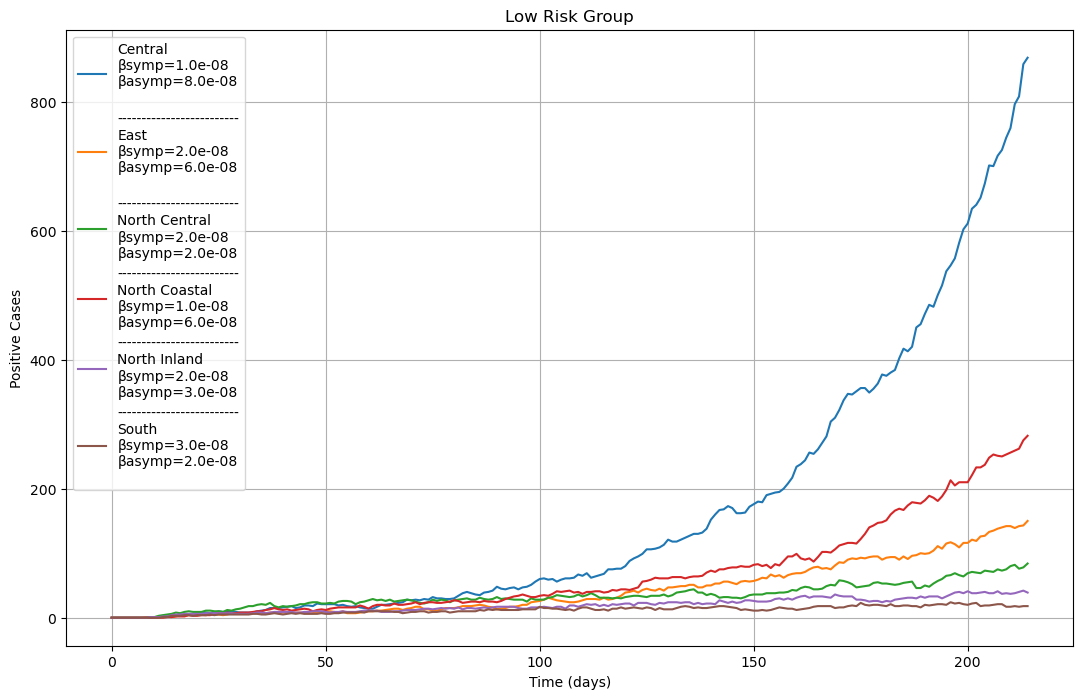 Low Risk Group
Central
βsymp=1.0e-08
βasymp=8.0e-08
-------------------------
East
βsymp=2.0e-08
βasymp=6.0e-08
-------------------------
North Central
βsymp=2.0e-08
βasymp=2.0e-08
-------------------------
North Coastal
βsymp=1.0e-08
βasymp=6.0e-08
-------------------------
North Inland
βsymp=2.0e-08
βasymp=3.0e-08
-------------------------
South
βsymp=3.0e-08
βasymp=2.0e-08
Positive Cases
800
600
400
200
0
0 50 100 150 200
Time (days)